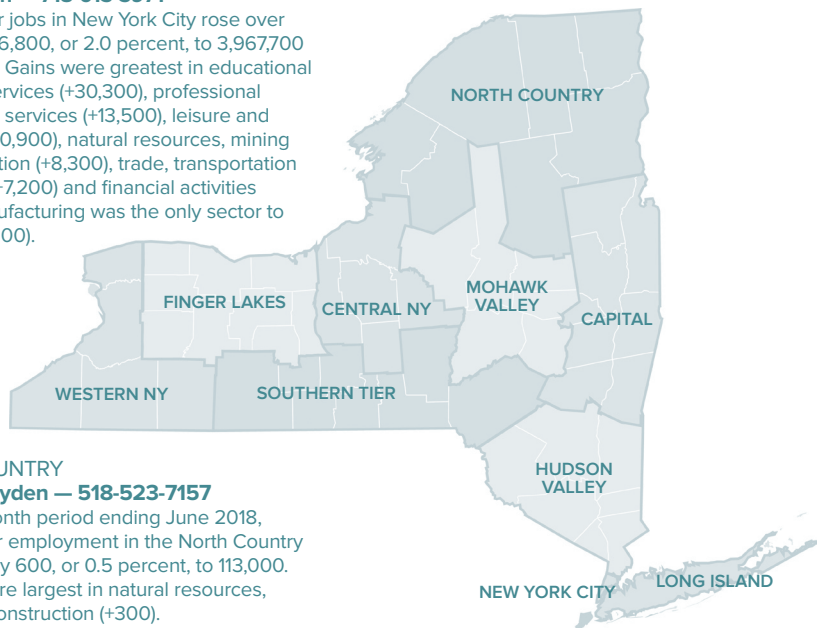 r jobs in New York City rose over
6,800, or 2.0 percent, to 3,967,700
Gains were greatest in educational
ervices (+30,300), professional
services (+13,500), leisure and
0,900), natural resources, mining
tion (+8,300), trade, transportation
+7,200) and financial activities
ufacturing was the only sector to
00).
NORTH COUNTRY
FINGER LAKES
CENTRAL NY
MOHAWK
VALLEY
CAPITAL
WESTERN NY
SOUTHERN TIER
HUDSON
VALLEY
NEW YORK CITY
LONG ISLAND
UNTRY
yden — 518-523-7157
onth period ending June 2018,
r employment in the North Country
y 600, or 0.5 percent, to 113,000.
re largest in natural resources,
onstruction (+300).